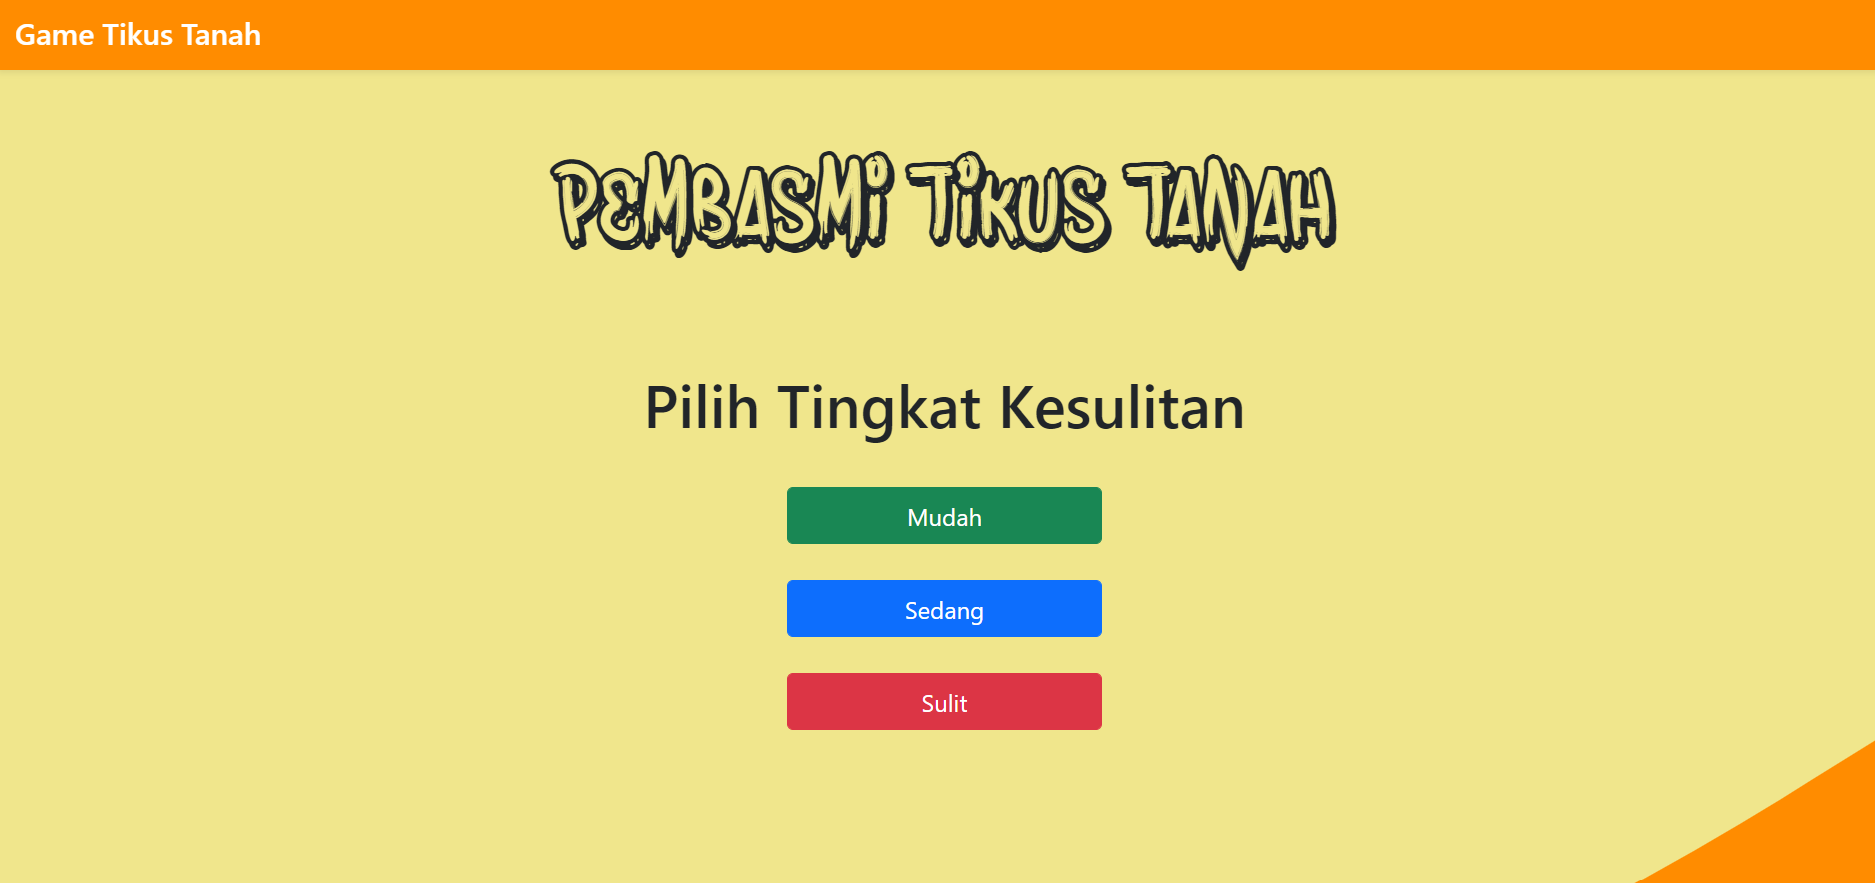 Game Tikus Tanah
PEMBASMi TiKUS TANAH
Pilih Tingkat Kesulitan
Mudah
Sedang
Sulit